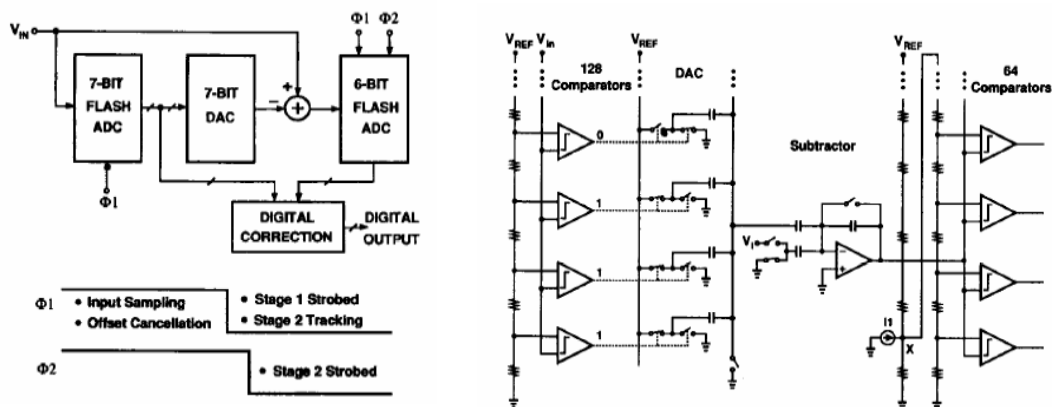 Φ1 Φ2
V_IN
7-BIT
FLASH
ADC
7-BIT
DAC
−
+
+
6-BIT
FLASH
ADC
Φ1
DIGITAL
CORRECTION
DIGITAL
OUTPUT
Φ1
• Input Sampling
• Offset Cancellation
• Stage 1 Strobed
• Stage 2 Tracking
Φ2
• Stage 2 Strobed
V_REF V_in
128
Comparators
V_REF
DAC
0
1
1
1
Subtractor
V_I
−
+
V_REF
I1
X
64
Comparators